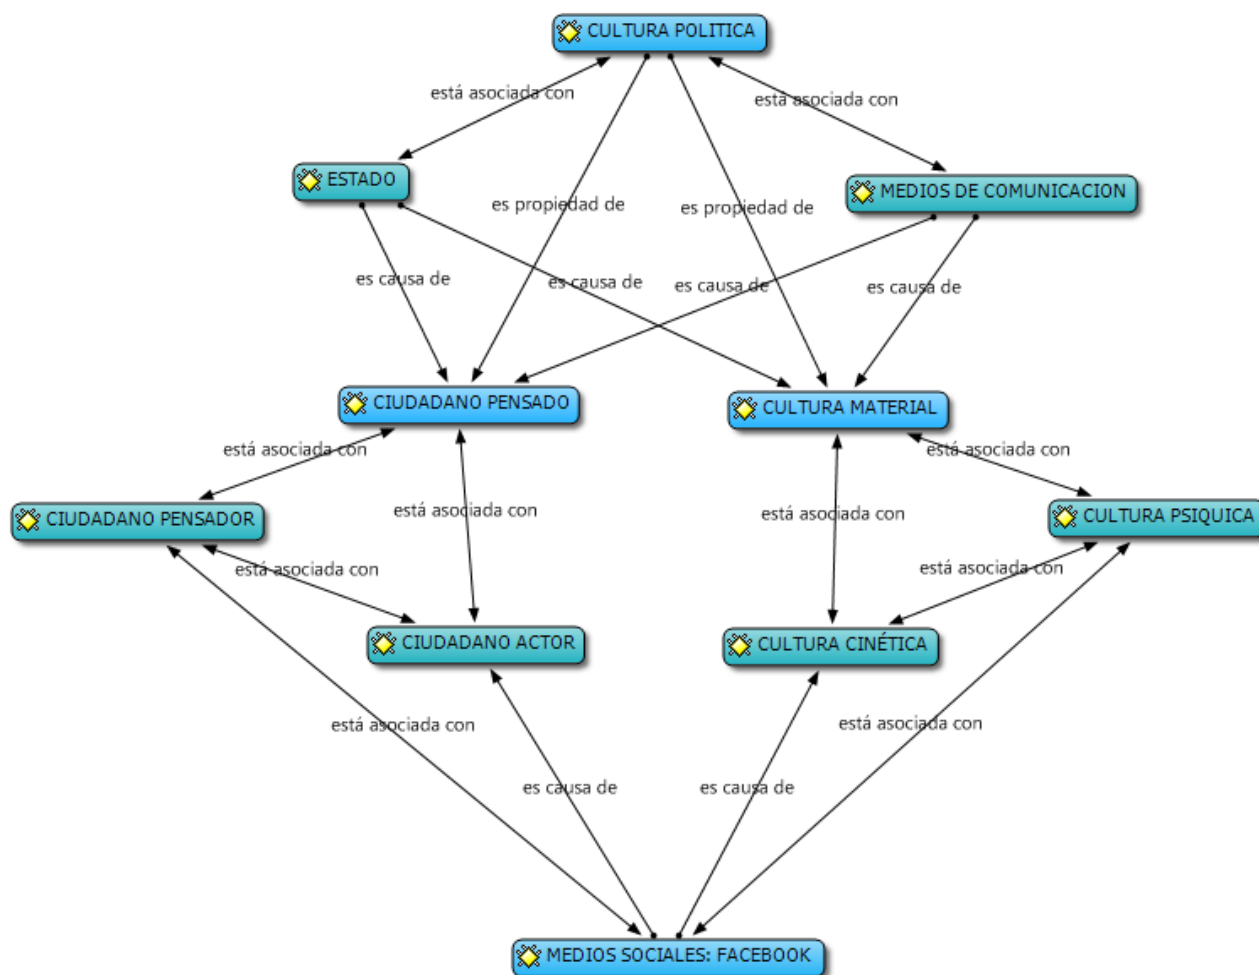 CULTURA POLITICA
está asociada con
está asociada con
ESTADO
MEDIOS DE COMUNICACION
es propiedad de
es propiedad de
es causa de
es causa de
es causa de
es causa de
CIUDADANO PENSADO
CULTURA MATERIAL
está asociada con
está asociada con
CIUDADANO PENSADOR
está asociada con
está asociada con
CULTURA PSIQUICA
está asociada con
está asociada con
CIUDADANO ACTOR
CULTURA CINÉTICA
está asociada con
está asociada con
es causa de
es causa de
MEDIOS SOCIALES: FACEBOOK